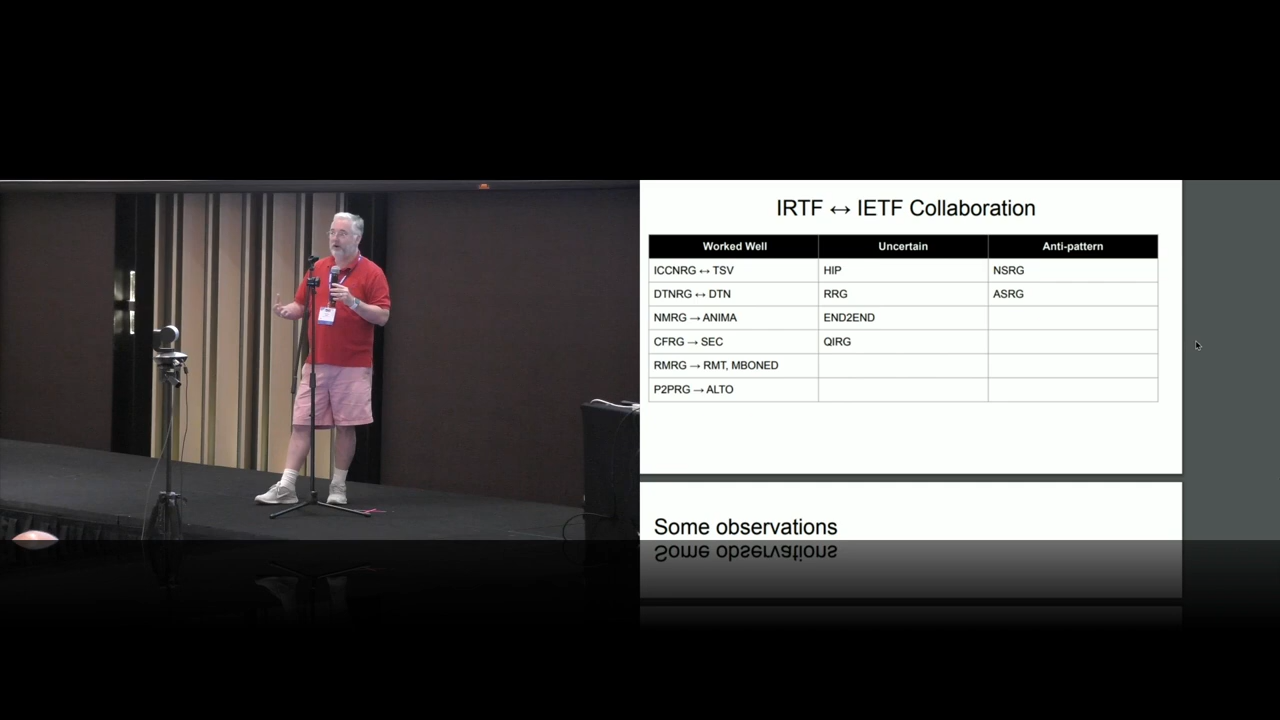 IRTF ↔ IETF Collaboration
Worked Well Uncertain Anti-pattern
ICCNRG ↔ TSV HIP NSRG
DTNRG ↔ DTN RRG ASRG
NMRG → ANIMA END2END
CFRG → SEC QIRG
RMRG → RMT, MBONED
P2PRG → ALTO
Some observations